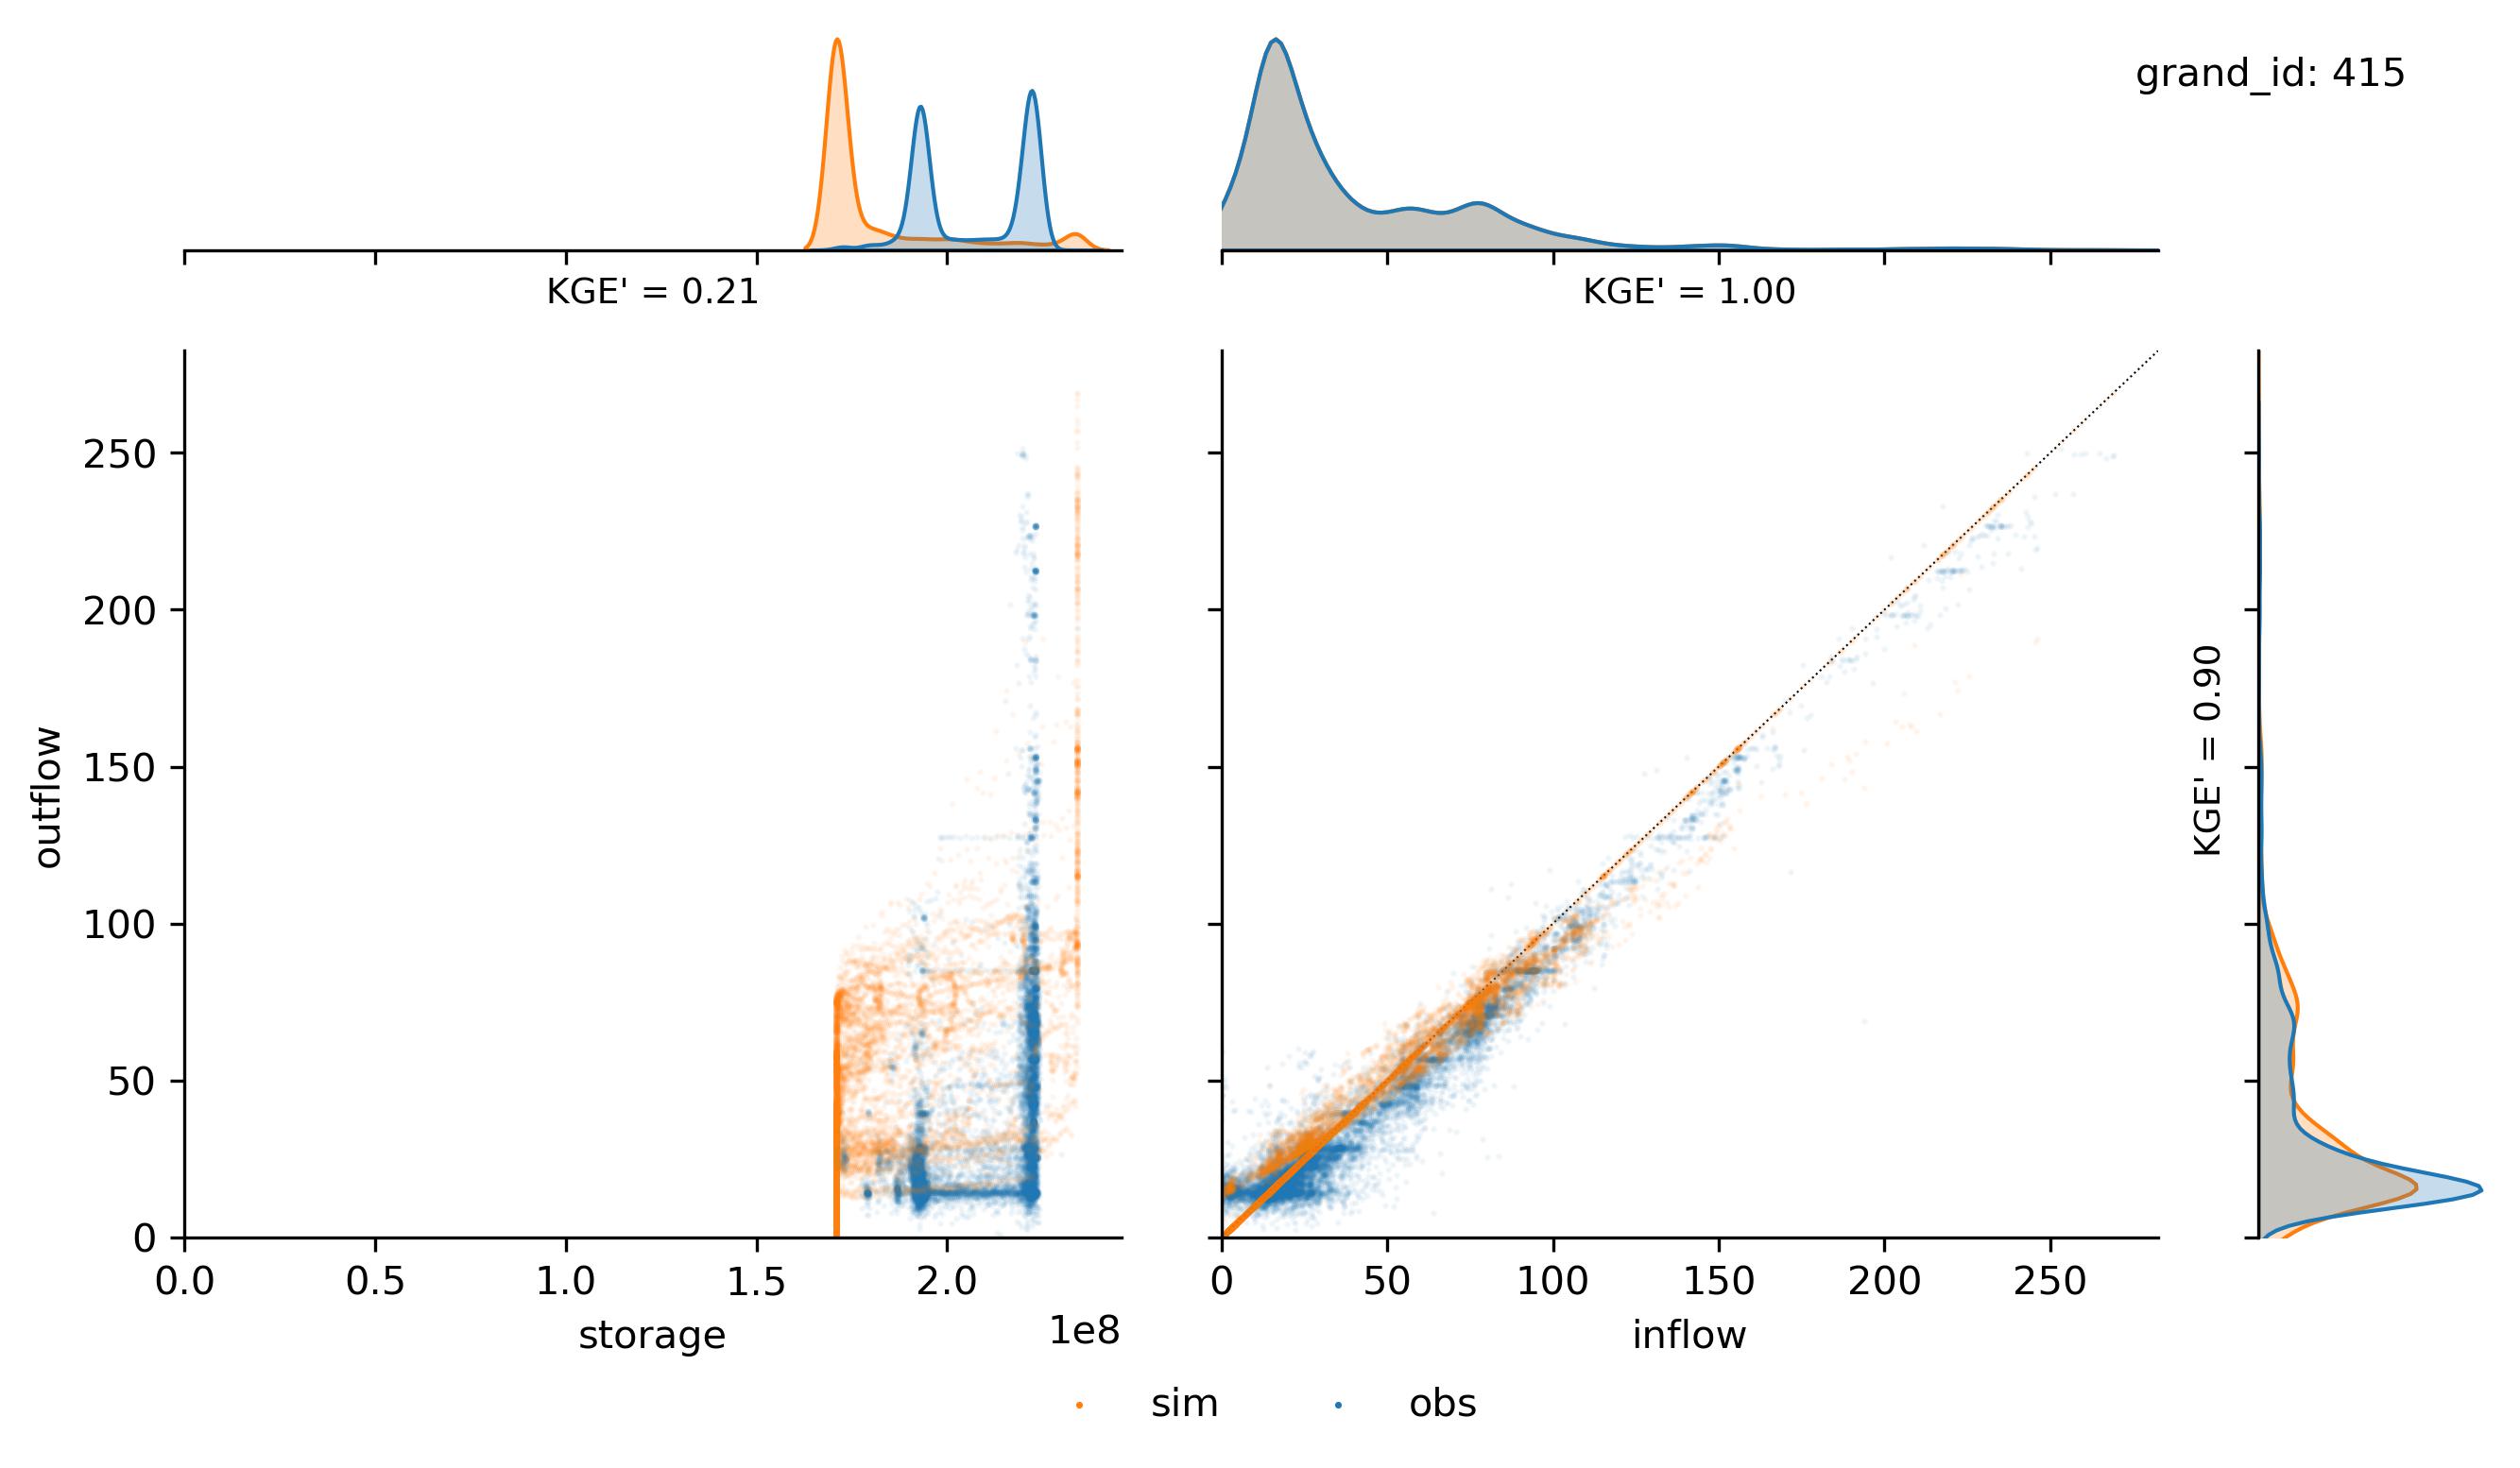 grand_id: 415
KGE' = 0.21
KGE' = 1.00
250
200
150
100
50
0
outflow
KGE' = 0.90
0.0 0.5 1.0 1.5 2.0
0 50 100 150 200 250
1e8
storage
inflow
sim
obs